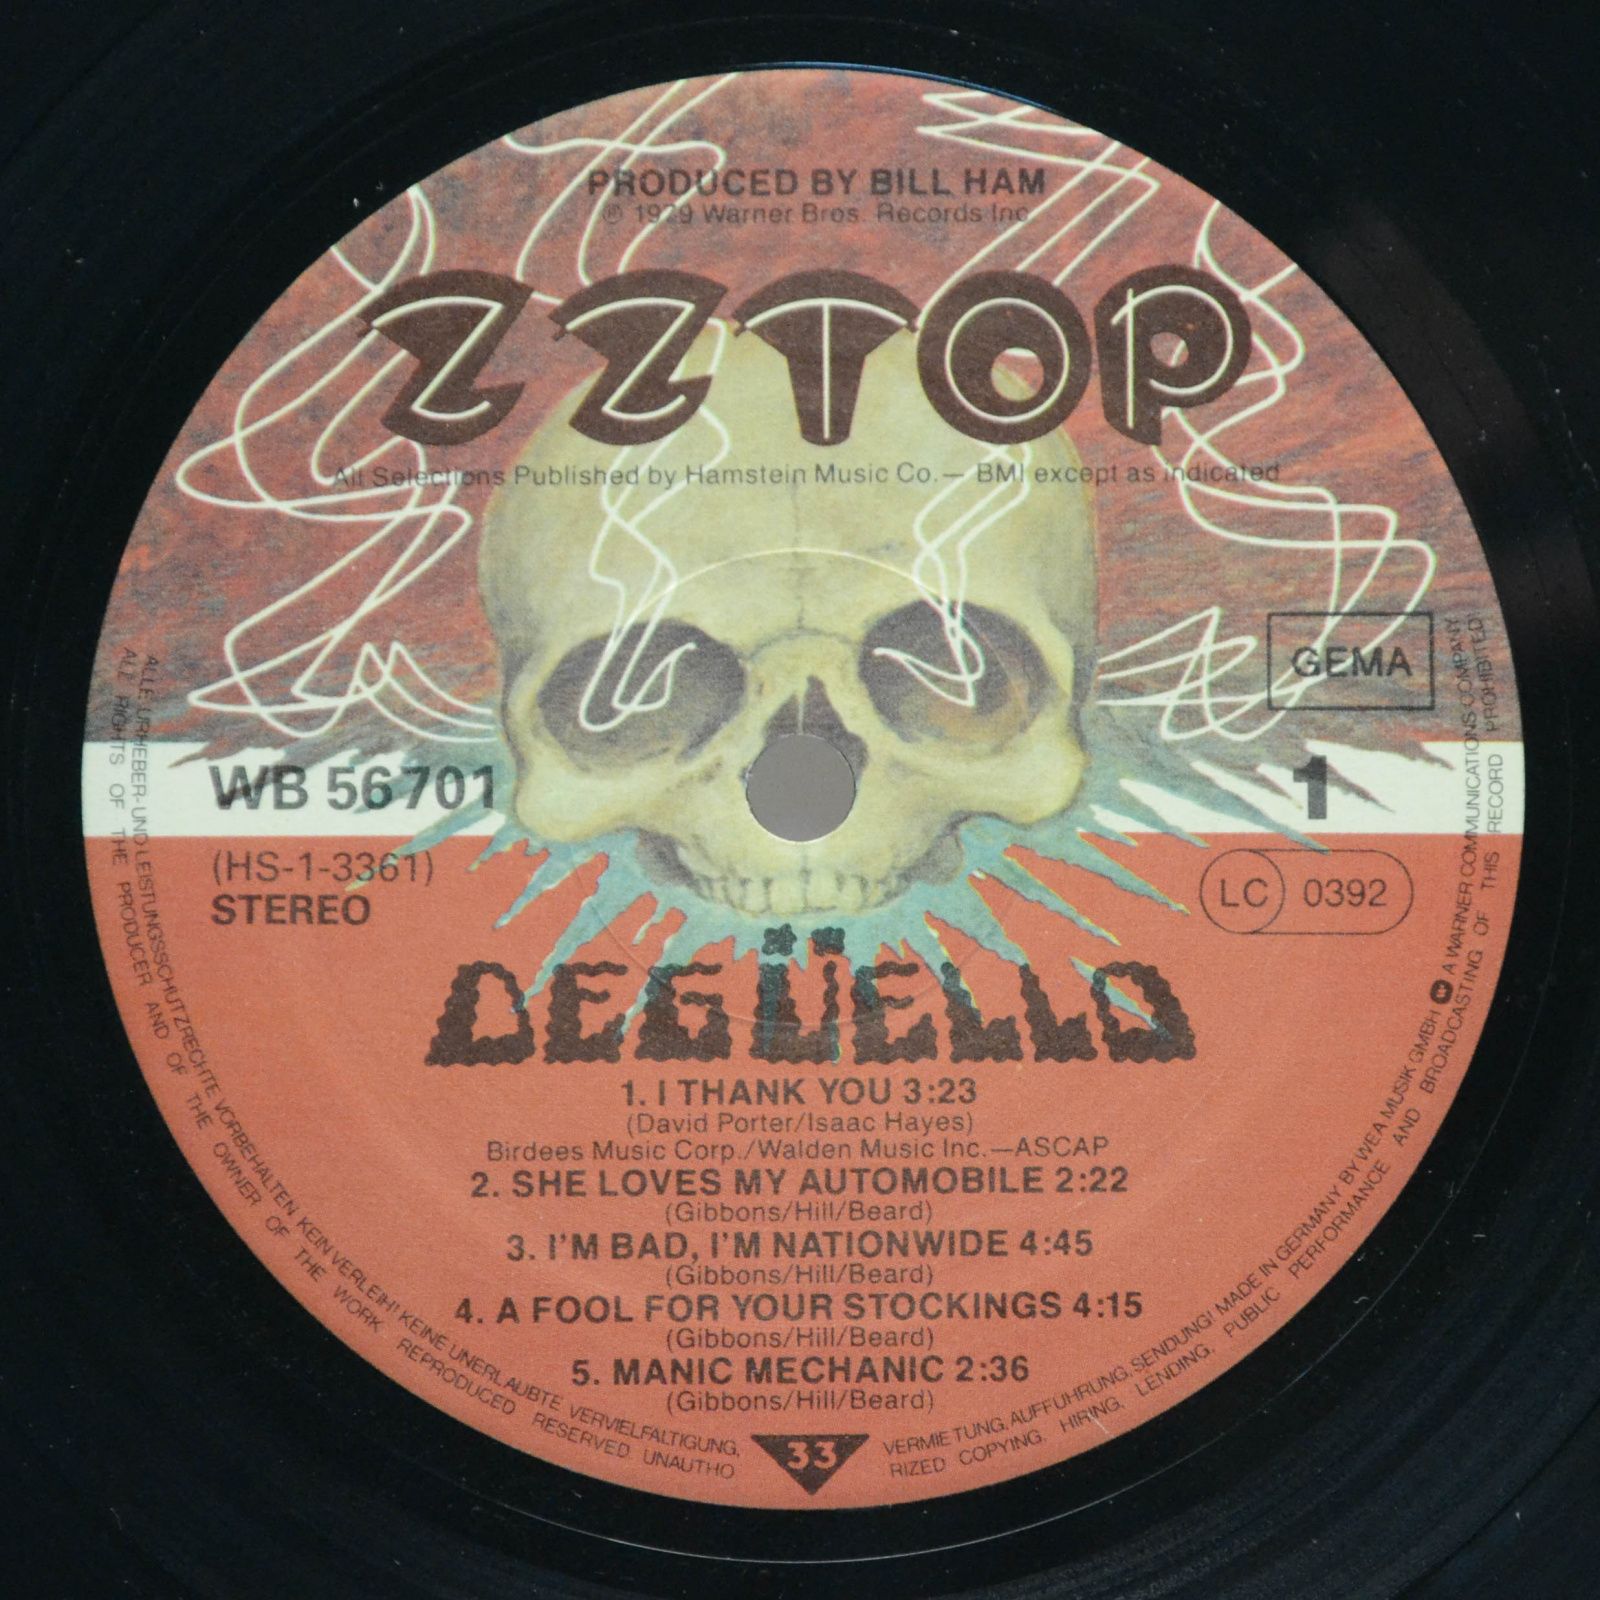 PRODUCED BY BILL HAM
℗ 1979 Warner Bros. Records Inc.
ZZ TOP
All Selections Published by Hamstein Music Co.— BMI except as indicated
GEMA
WB 56 701
1
(HS-1-3361)
STEREO
LC 0392
DEGÜELLO
1. I THANK YOU 3:23
(David Porter/Isaac Hayes)
Birdees Music Corp./Walden Music Inc.—ASCAP
2. SHE LOVES MY AUTOMOBILE 2:22
(Gibbons/Hill/Beard)
3. I'M BAD, I'M NATIONWIDE 4:45
(Gibbons/Hill/Beard)
4. A FOOL FOR YOUR STOCKINGS 4:15
(Gibbons/Hill/Beard)
5. MANIC MECHANIC 2:36
(Gibbons/Hill/Beard)
33
ALLE URHEBER- UND LEISTUNGSSCHUTZRECHTE VORBEHALTEN KEIN VERLEIH! KEINE UNERLAUBTE VERVIELFÄLTIGUNG, VERMIETUNG, AUFFÜHRUNG, SENDUNG! MADE IN GERMANY BY WEA MUSIK GMBH A WARNER COMMUNICATIONS COMPANY
ALL RIGHTS OF THE PRODUCER AND OF THE OWNER OF THE WORK REPRODUCED RESERVED UNAUTHO RIZED COPYING, HIRING, LENDING, PUBLIC PERFORMANCE AND BROADCASTING OF THIS RECORD PROHIBITED